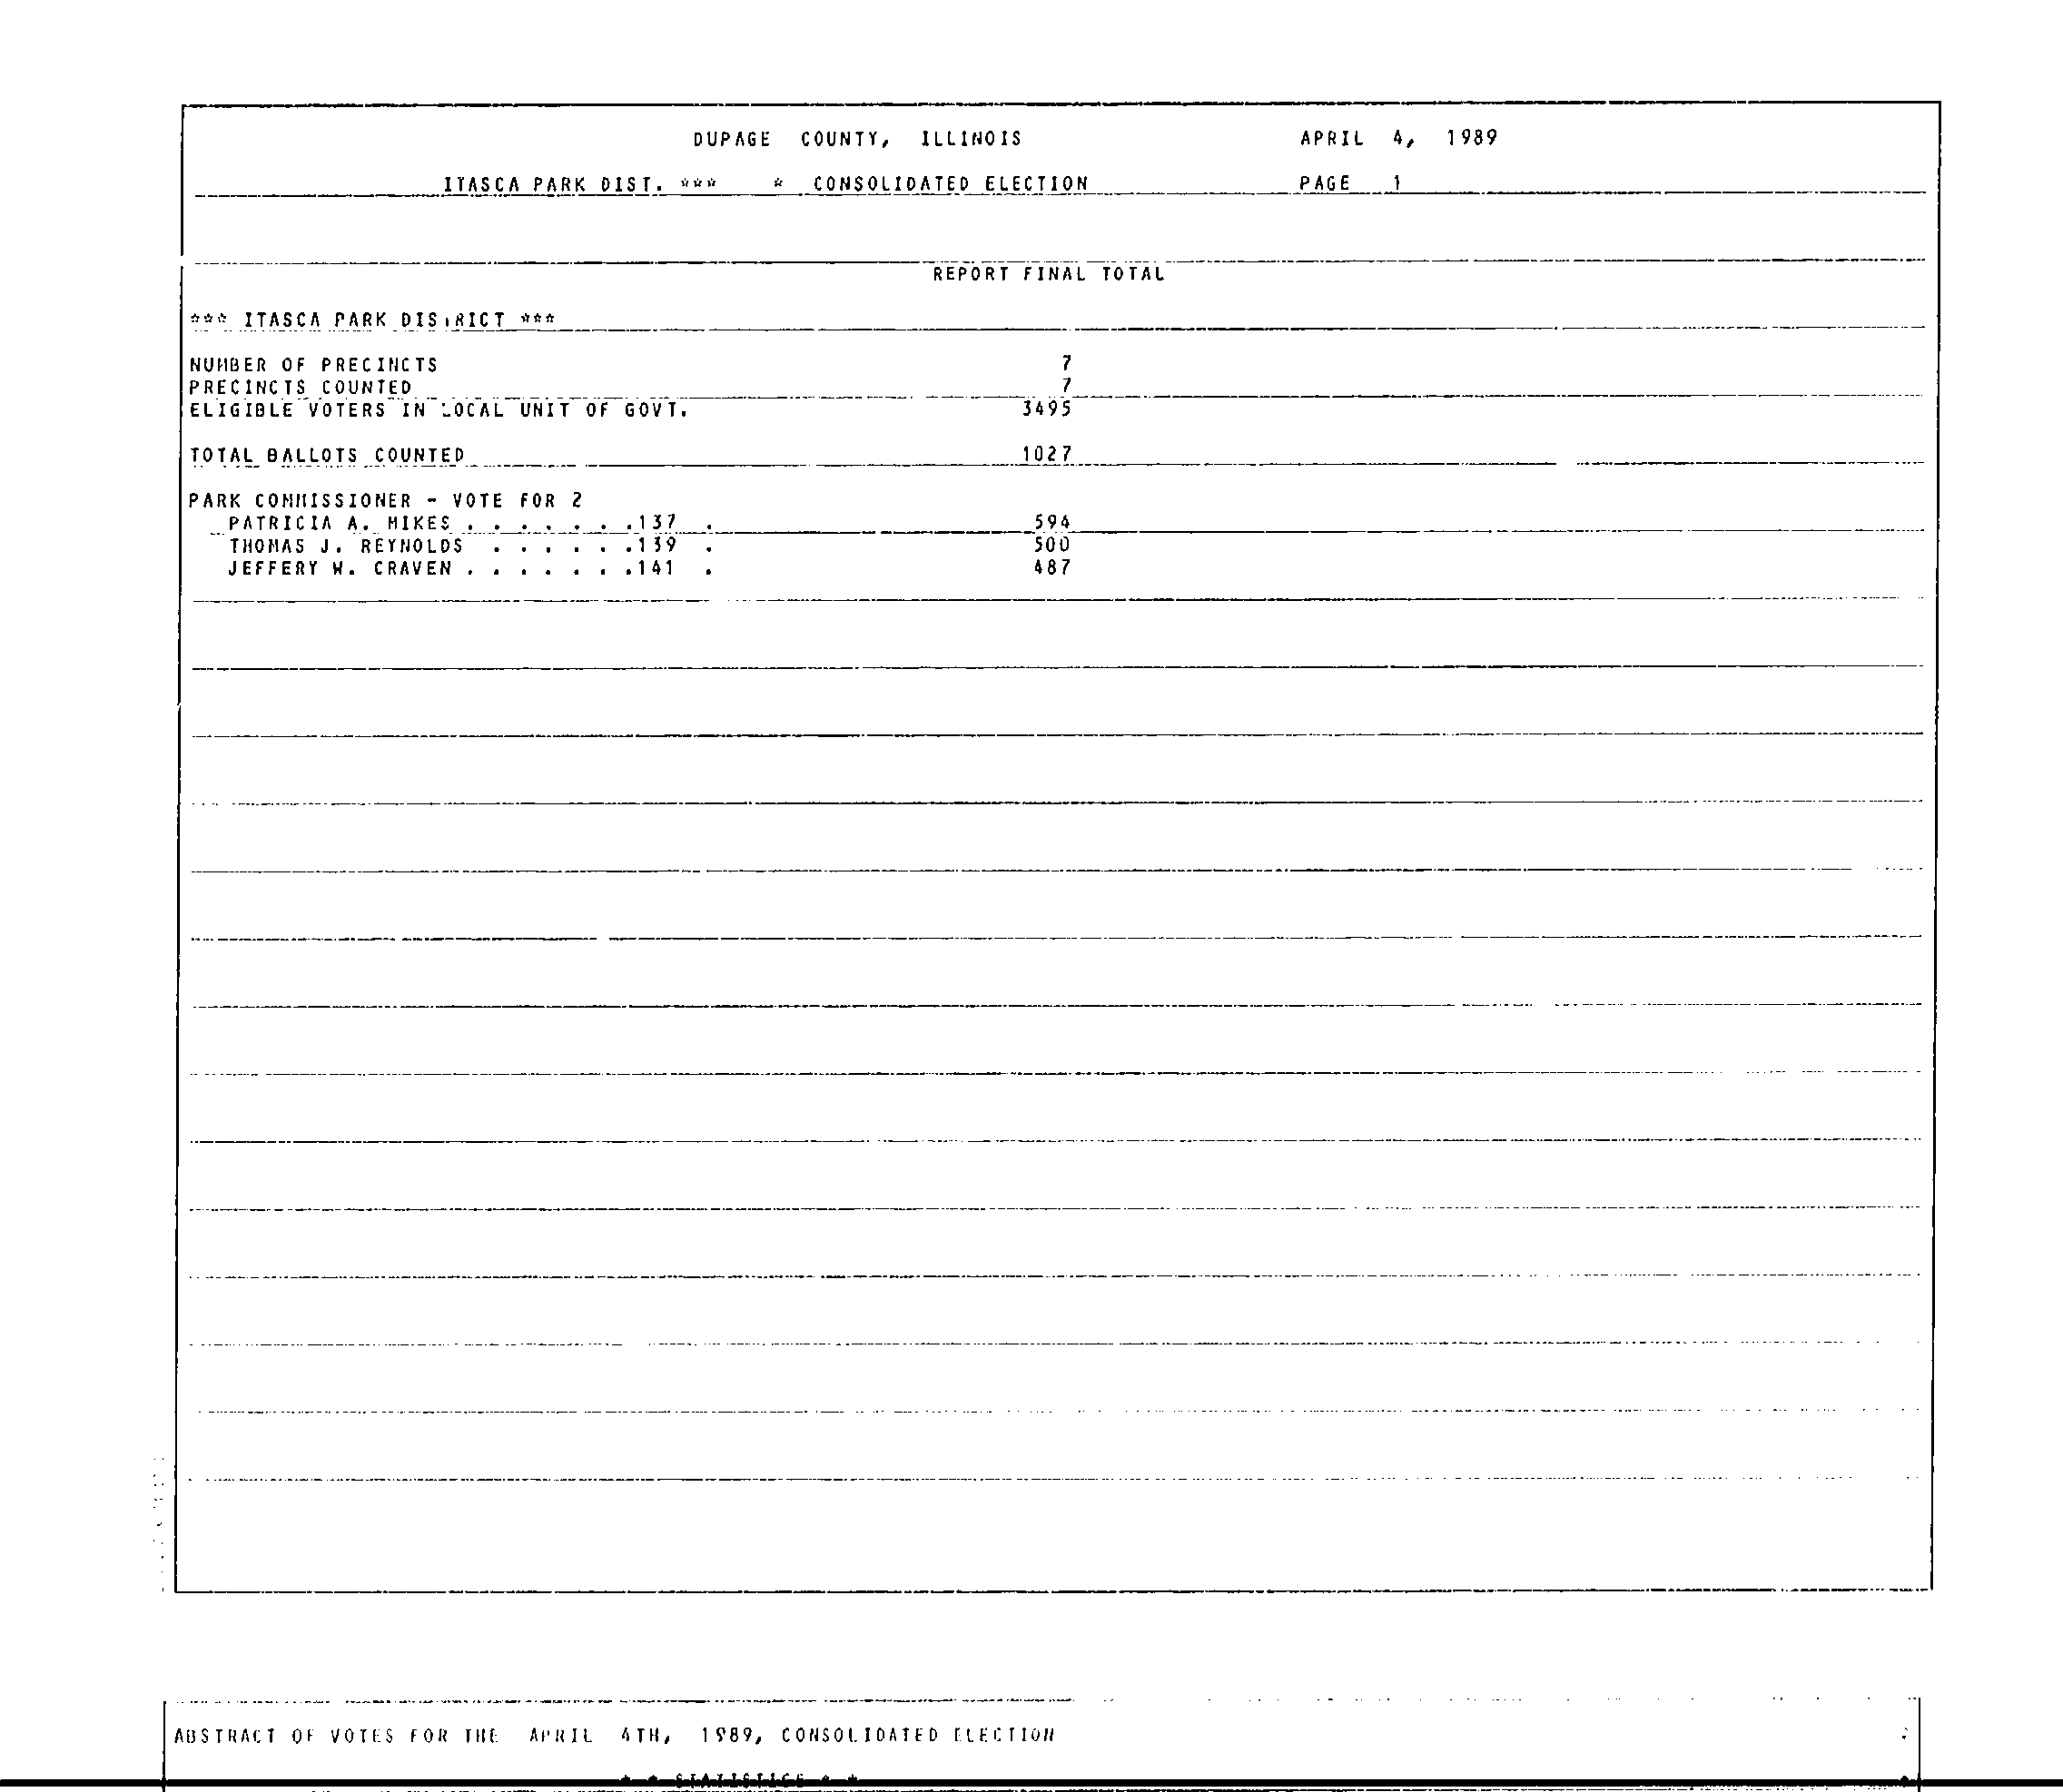 DUPAGE COUNTY, ILLINOIS APRIL 4, 1989
ITASCA PARK DIST. *** * CONSOLIDATED ELECTION PAGE 1
REPORT FINAL TOTAL
*** ITASCA PARK DISTRICT ***
NUMBER OF PRECINCTS 7
PRECINCTS COUNTED 7
ELIGIBLE VOTERS IN LOCAL UNIT OF GOVT. 3495
TOTAL BALLOTS COUNTED 1027
PARK COMMISSIONER - VOTE FOR 2
PATRICIA A. MIKES . . . . . . .137 . 594
THOMAS J. REYNOLDS . . . . . .139 . 500
JEFFERY W. CRAVEN . . . . . . .141 . 487
ABSTRACT OF VOTES FOR THE APRIL 4TH, 1989, CONSOLIDATED ELECTION
* * STATISTICS * *